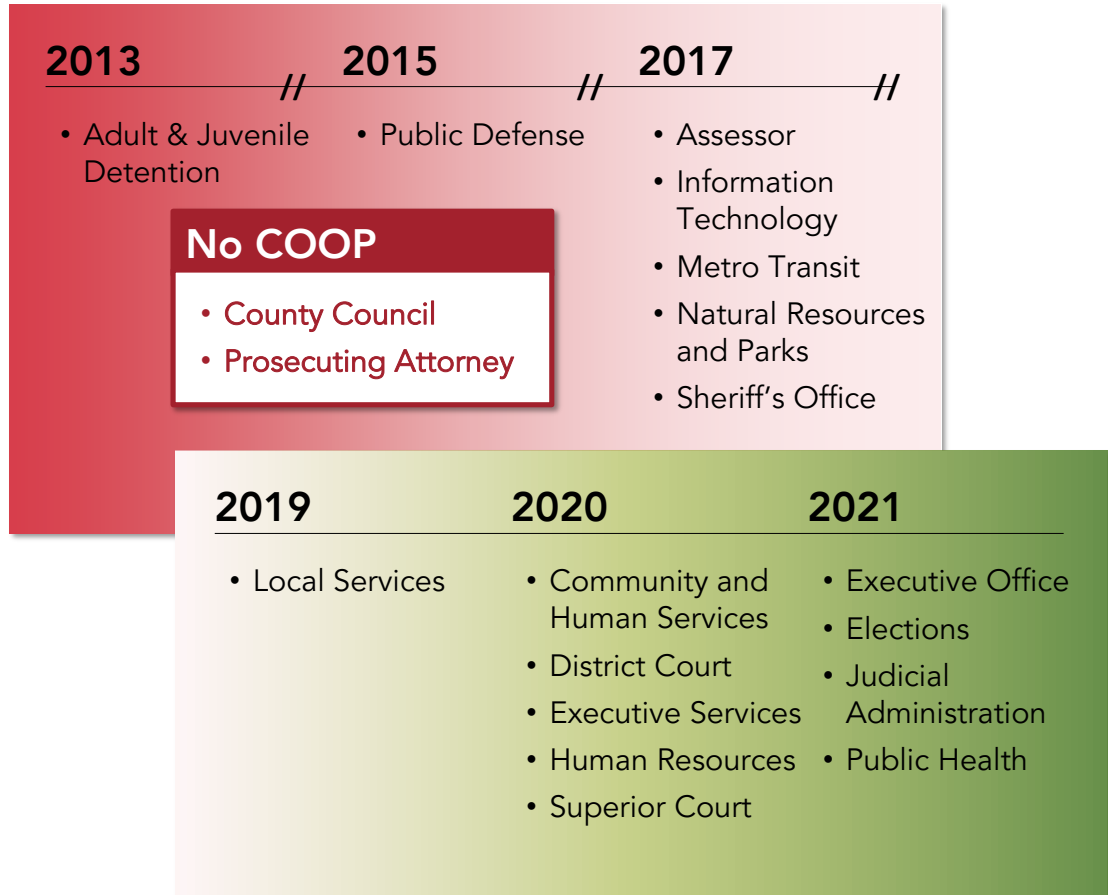 2013
• Adult & Juvenile
Detention
2015
• Public Defense
2017
• Assessor
• Information
Technology
• Metro Transit
• Natural Resources
and Parks
• Sheriff’s Office
No COOP
• County Council
• Prosecuting Attorney
2019
• Local Services
2020
• Community and
Human Services
• District Court
• Executive Services
• Human Resources
• Superior Court
2021
• Executive Office
• Elections
• Judicial
Administration
• Public Health